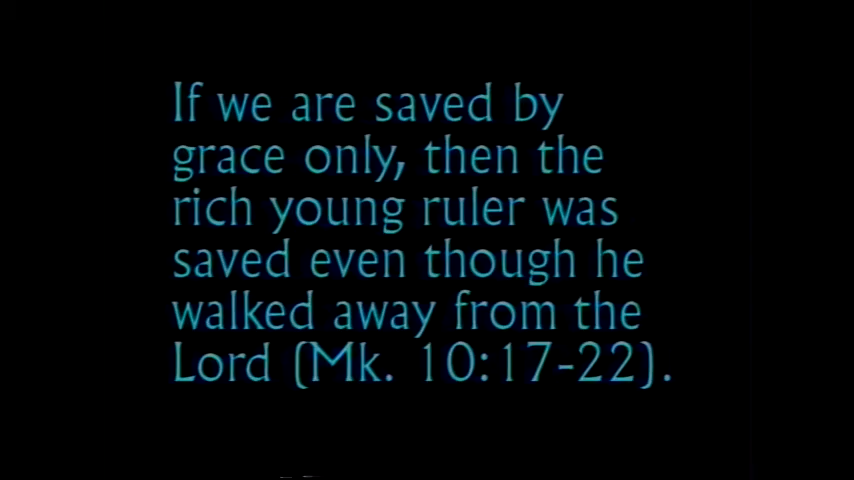 If we are saved by
grace only, then the
rich young ruler was
saved even though he
walked away from the
Lord (Mk. 10:17-22).